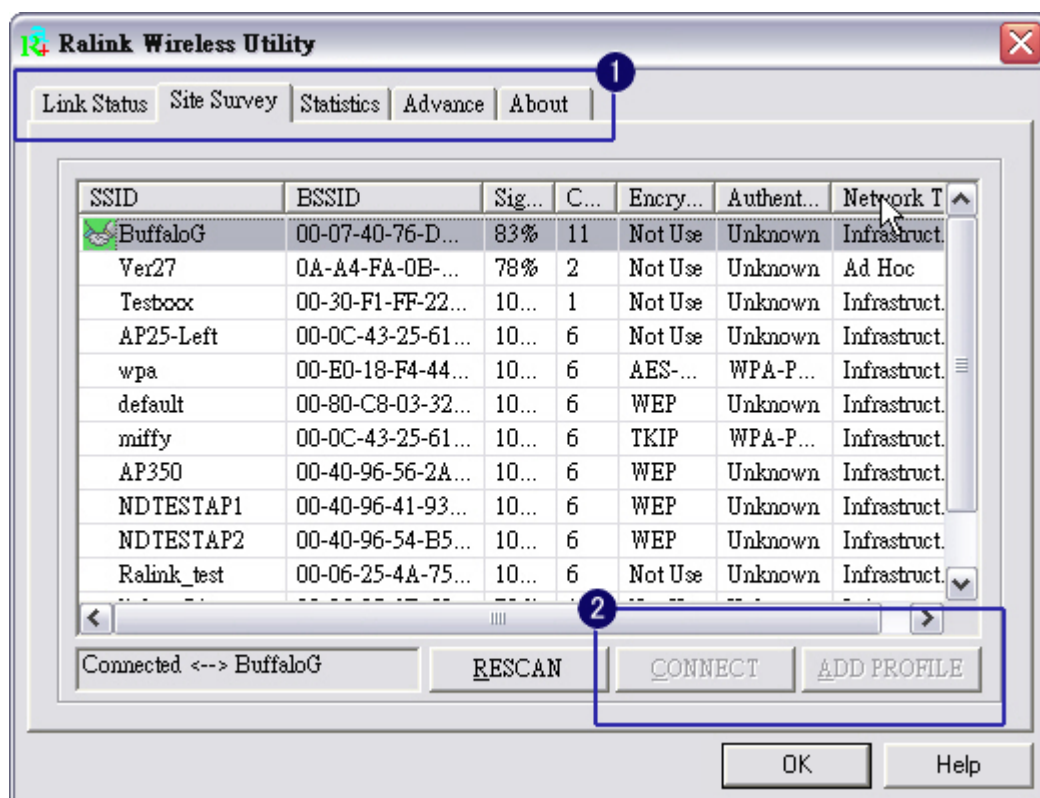 Ralink Wireless Utility
1
Link Status Site Survey Statistics Advance About
SSID BSSID Sig... C... Encry... Authent... Network T
BuffaloG 00-07-40-76-D... 83% 11 Not Use Unknown Infrastruct.
Ver27 0A-A4-FA-0B-... 78% 2 Not Use Unknown Ad Hoc
Testxxx 00-30-F1-FF-22... 10... 1 Not Use Unknown Infrastruct.
AP25-Left 00-0C-43-25-61... 10... 6 Not Use Unknown Infrastruct.
wpa 00-E0-18-F4-44... 10... 6 AES-... WPA-P... Infrastruct.
default 00-80-C8-03-32... 10... 6 WEP Unknown Infrastruct.
miffy 00-0C-43-25-61... 10... 6 TKIP WPA-P... Infrastruct.
AP350 00-40-96-56-2A... 10... 6 WEP Unknown Infrastruct.
NDTESTAP1 00-40-96-41-93... 10... 6 WEP Unknown Infrastruct.
NDTESTAP2 00-40-96-54-B5... 10... 6 WEP Unknown Infrastruct.
Ralink_test 00-06-25-4A-75... 10... 6 Not Use Unknown Infrastruct.
2
Connected <--> BuffaloG RESCAN CONNECT ADD PROFILE
OK Help